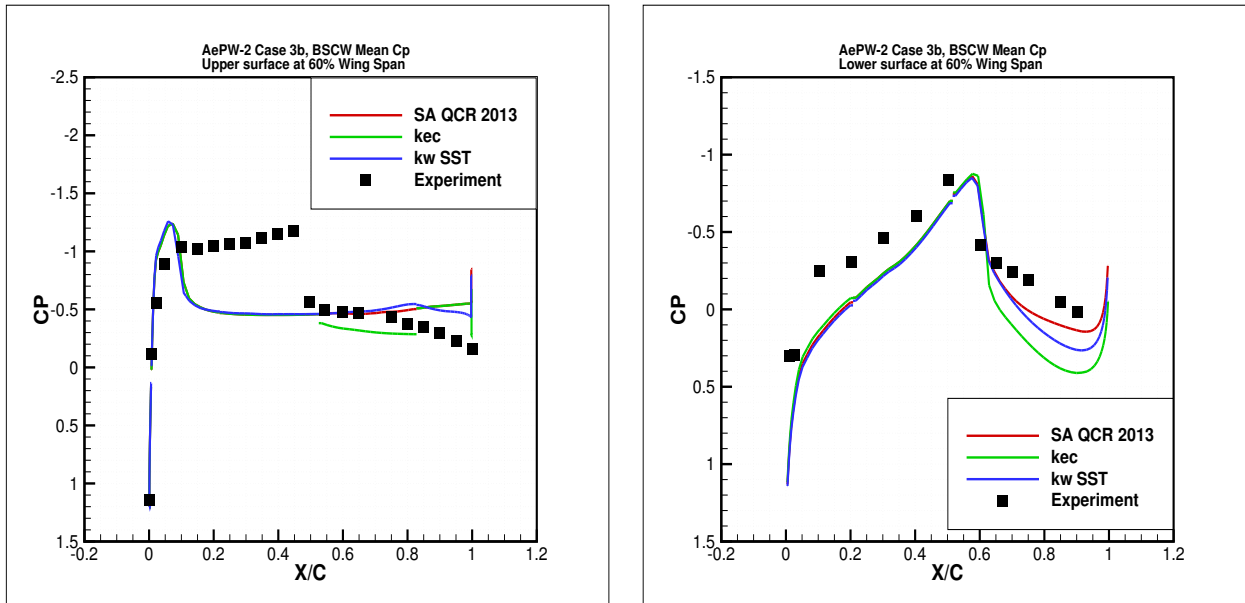 AePW-2 Case 3b, BSCW Mean Cp
Upper surface at 60% Wing Span
-2.5
-2
-1.5
-1
-0.5
0
0.5
1
1.5
CP
-0.2
0
0.2
0.4
0.6
0.8
1
1.2
X/C
SA QCR 2013
kec
kw SST
Experiment
AePW-2 Case 3b, BSCW Mean Cp
Lower surface at 60% Wing Span
-1.5
-1
-0.5
0
0.5
1
1.5
CP
-0.2
0
0.2
0.4
0.6
0.8
1
1.2
X/C
SA QCR 2013
kec
kw SST
Experiment